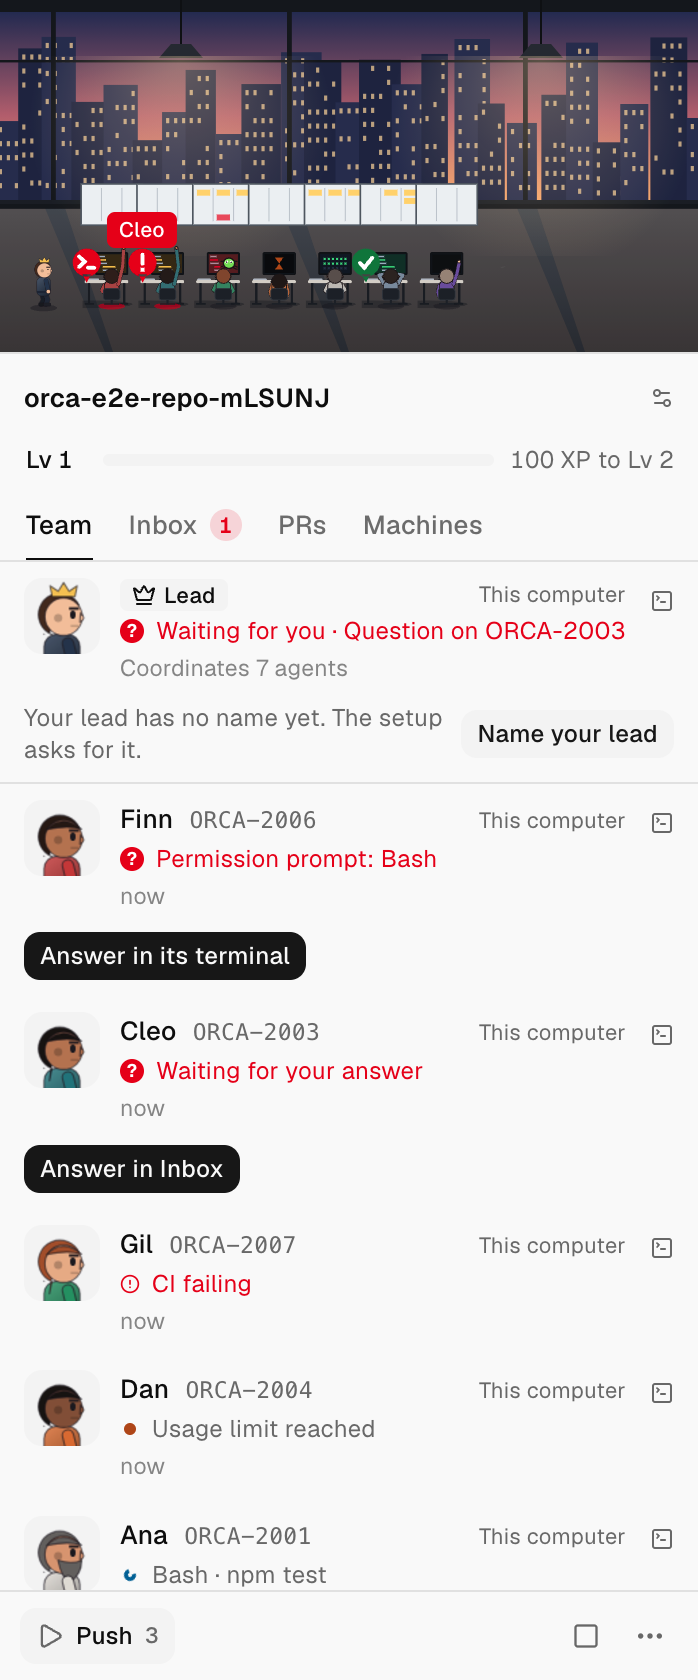 Cleo
orca-e2e-repo-mLSUNJ
Lv 1
100 XP to Lv 2
Team
Inbox 1
PRs
Machines
Lead
This computer
Waiting for you · Question on ORCA-2003
Coordinates 7 agents
Your lead has no name yet. The setup
asks for it.
Name your lead
Finn ORCA-2006
This computer
Permission prompt: Bash
now
Answer in its terminal
Cleo ORCA-2003
This computer
Waiting for your answer
now
Answer in Inbox
Gil ORCA-2007
This computer
CI failing
now
Dan ORCA-2004
This computer
Usage limit reached
now
Ana ORCA-2001
This computer
Bash · npm test
Push 3